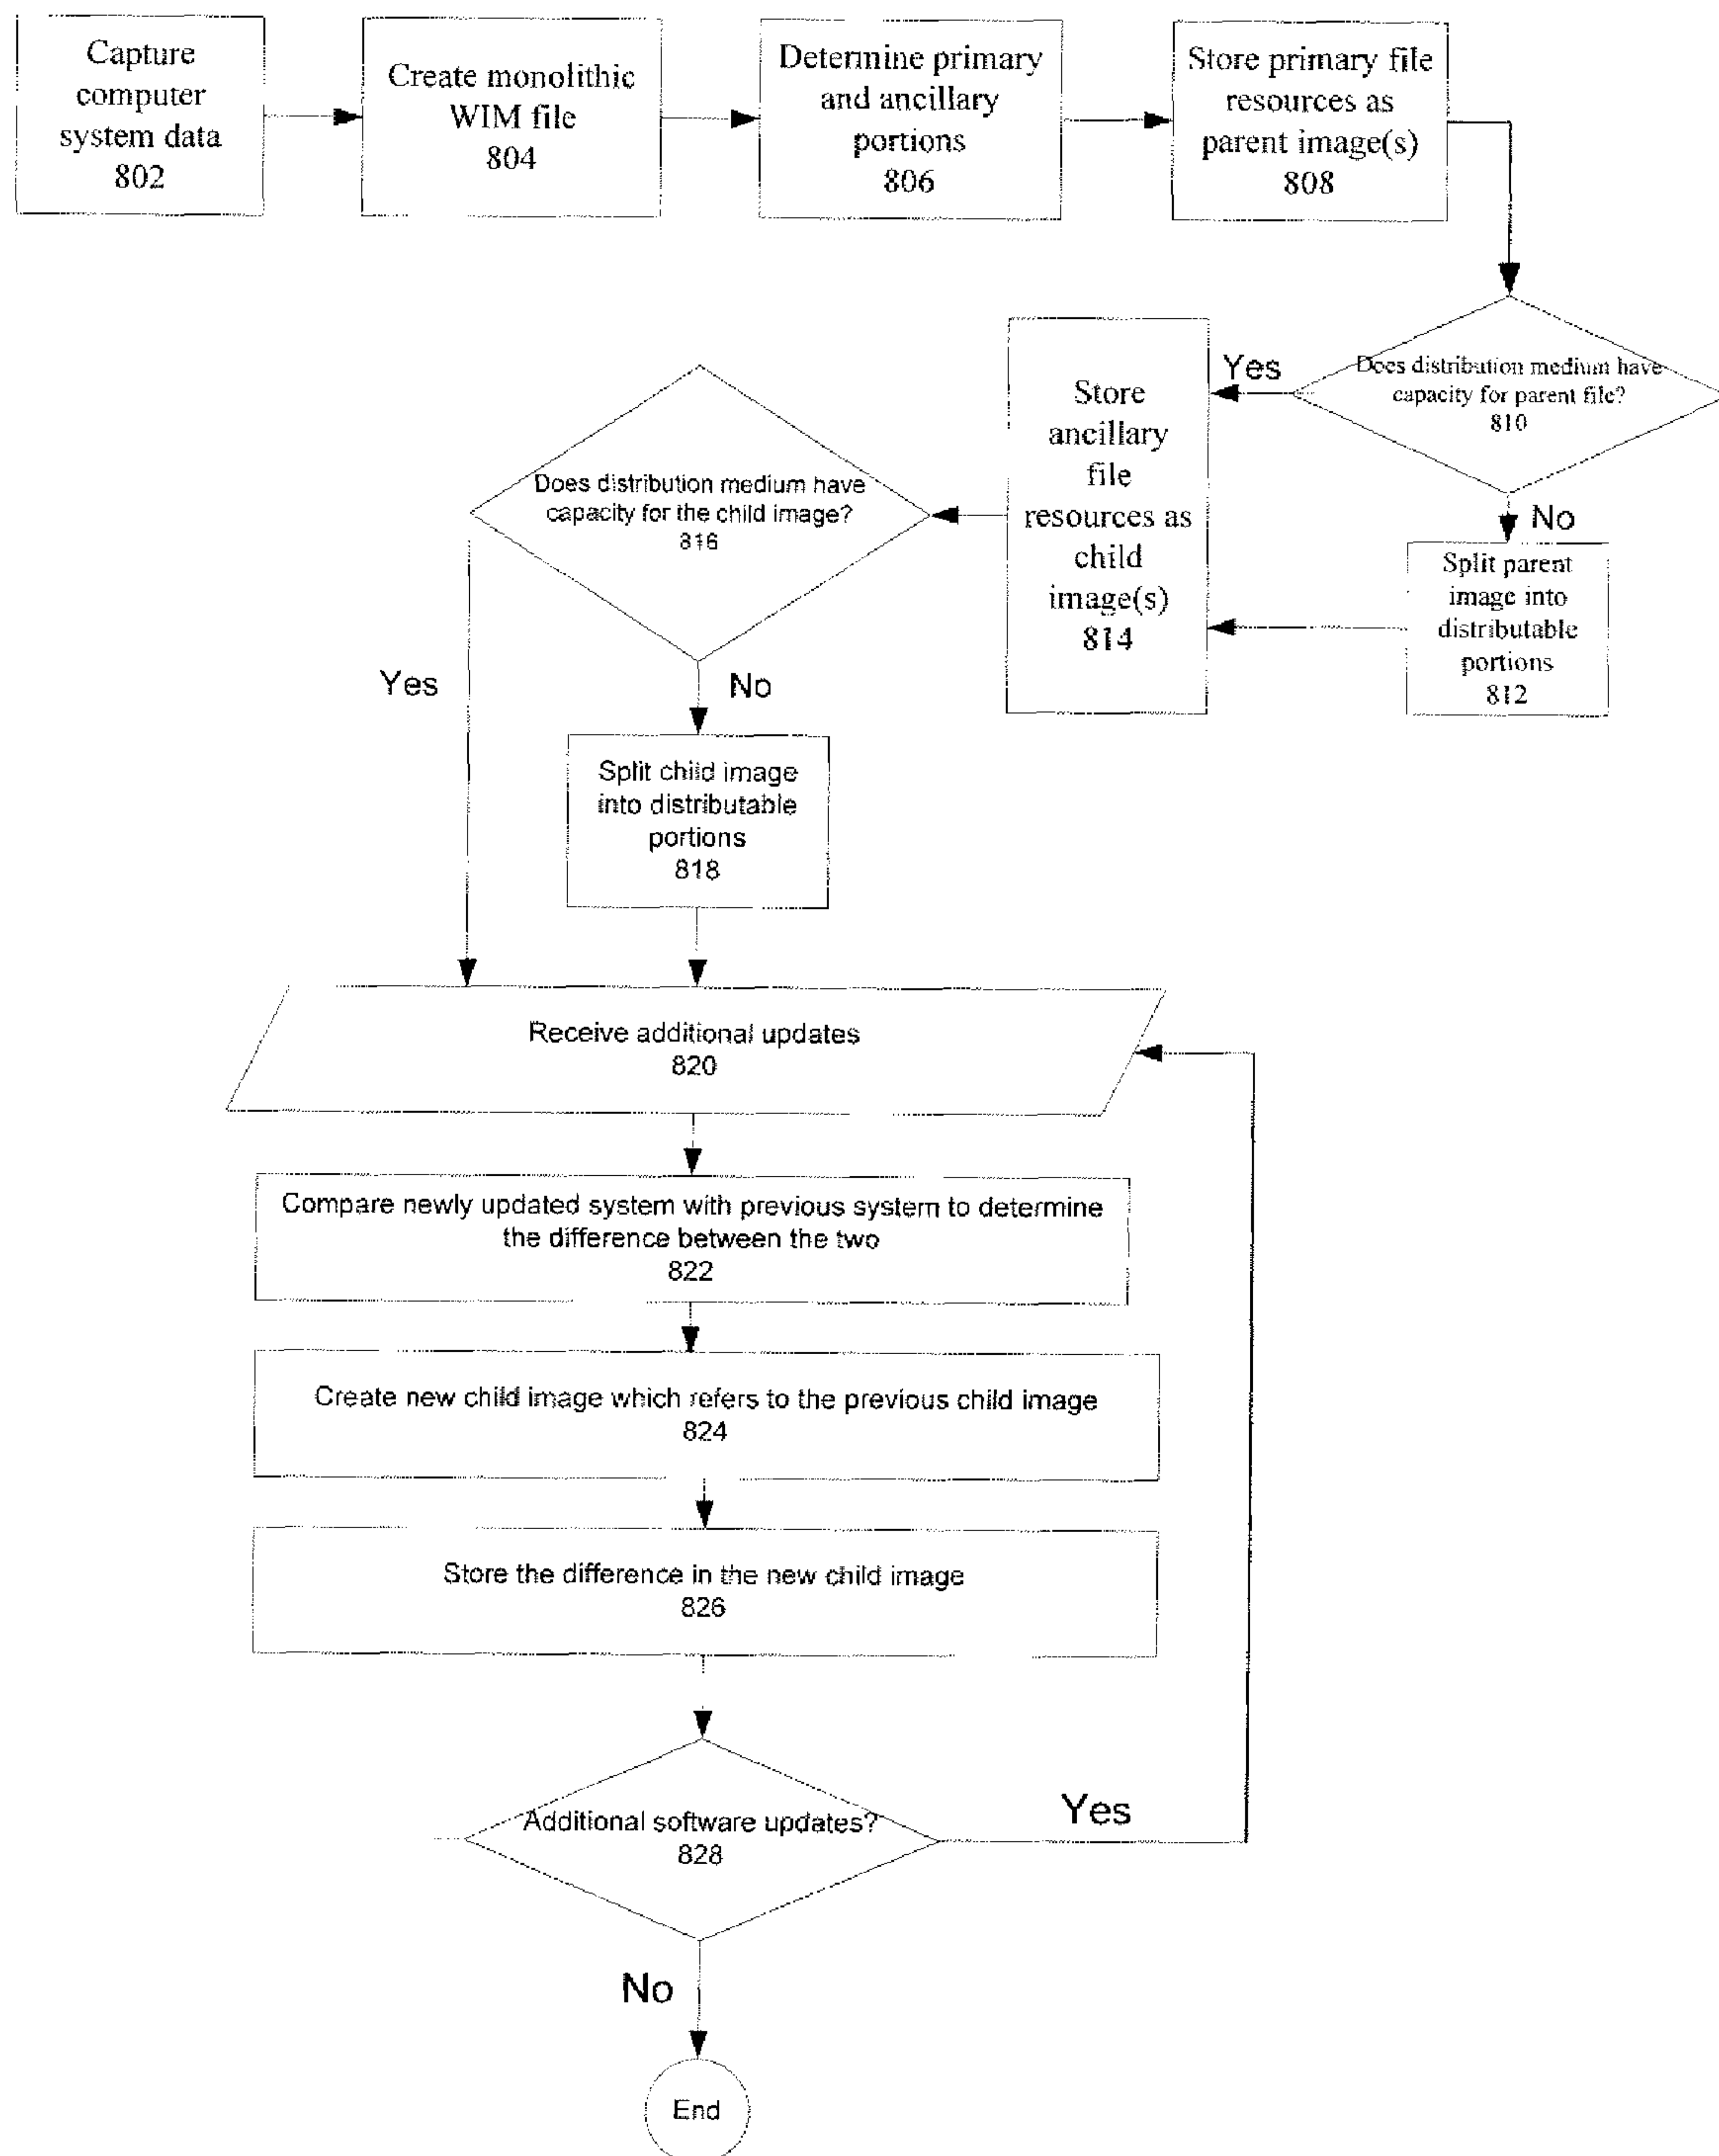 Capture
computer
system data
802
Create monolithic
WIM file
804
Determine primary
and ancillary
portions
806
Store primary file
resources as
parent image(s)
808
Does distribution medium have
capacity for parent file?
810
Yes
No
Split parent
image into
distributable
portions
812
Store
ancillary
file
resources as
child
image(s)
814
Does distribution medium have
capacity for the child image?
816
Yes
No
Split child image
into distributable
portions
818
Receive additional updates
820
Compare newly updated system with previous system to determine
the difference between the two
822
Create new child image which refers to the previous child image
824
Store the difference in the new child image
826
Additional software updates?
828
Yes
No
End